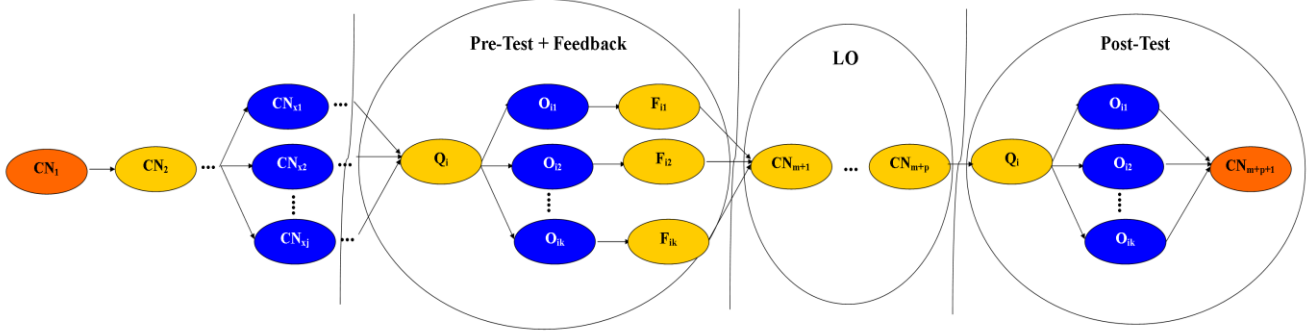 Pre-Test + Feedback
LO
Post-Test
CN₁
CN₂
...
CNₓ₁
...
CNₓ₂
...
CNₓⱼ
...
Qᵢ
Oᵢ₁
Fᵢ₁
Oᵢ₂
Fᵢ₂
Oᵢₖ
Fᵢₖ
CNₘ₊₁
...
CNₘ₊ₚ
Qᵢ
Oᵢ₁
Oᵢ₂
Oᵢₖ
CNₘ₊ₚ₊₁